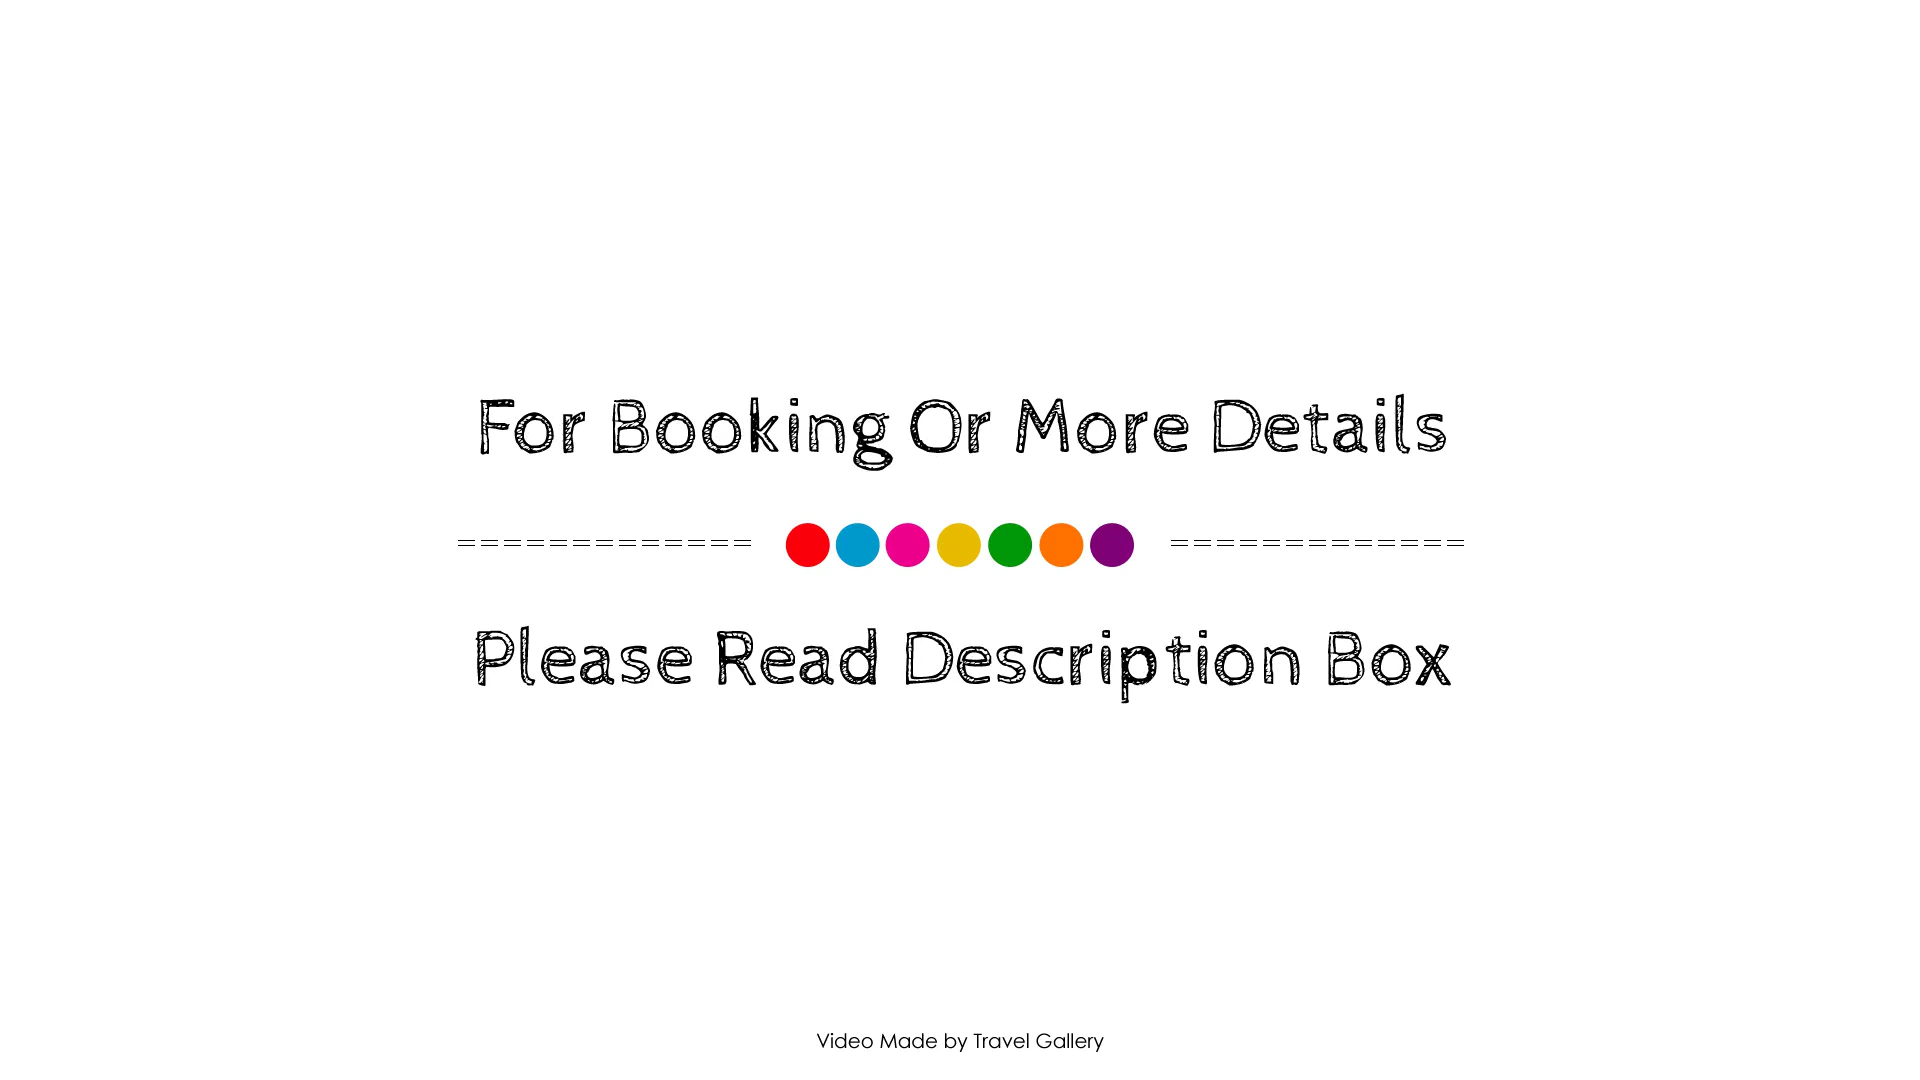 For Booking Or More Details
============= =============
Please Read Description Box
Video Made by Travel Gallery